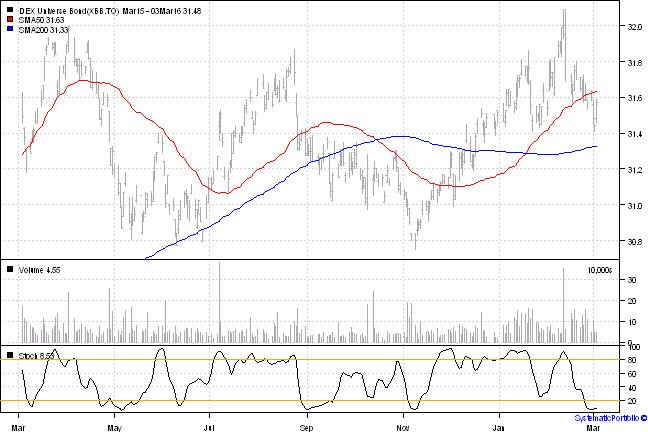 DEX Universe Bond(XBB.TO) Mar15 - 03Mar16 31.48
SMA50 31.63
SMA200 31.33
32.0
31.8
31.6
31.4
31.2
31.0
30.8
Volume 4.55
10,000s
30
20
10
0
Stoch 8.53
100
80
60
40
20
Mar May Jul Sep Nov Jan Mar
SystematicPortfolio ©